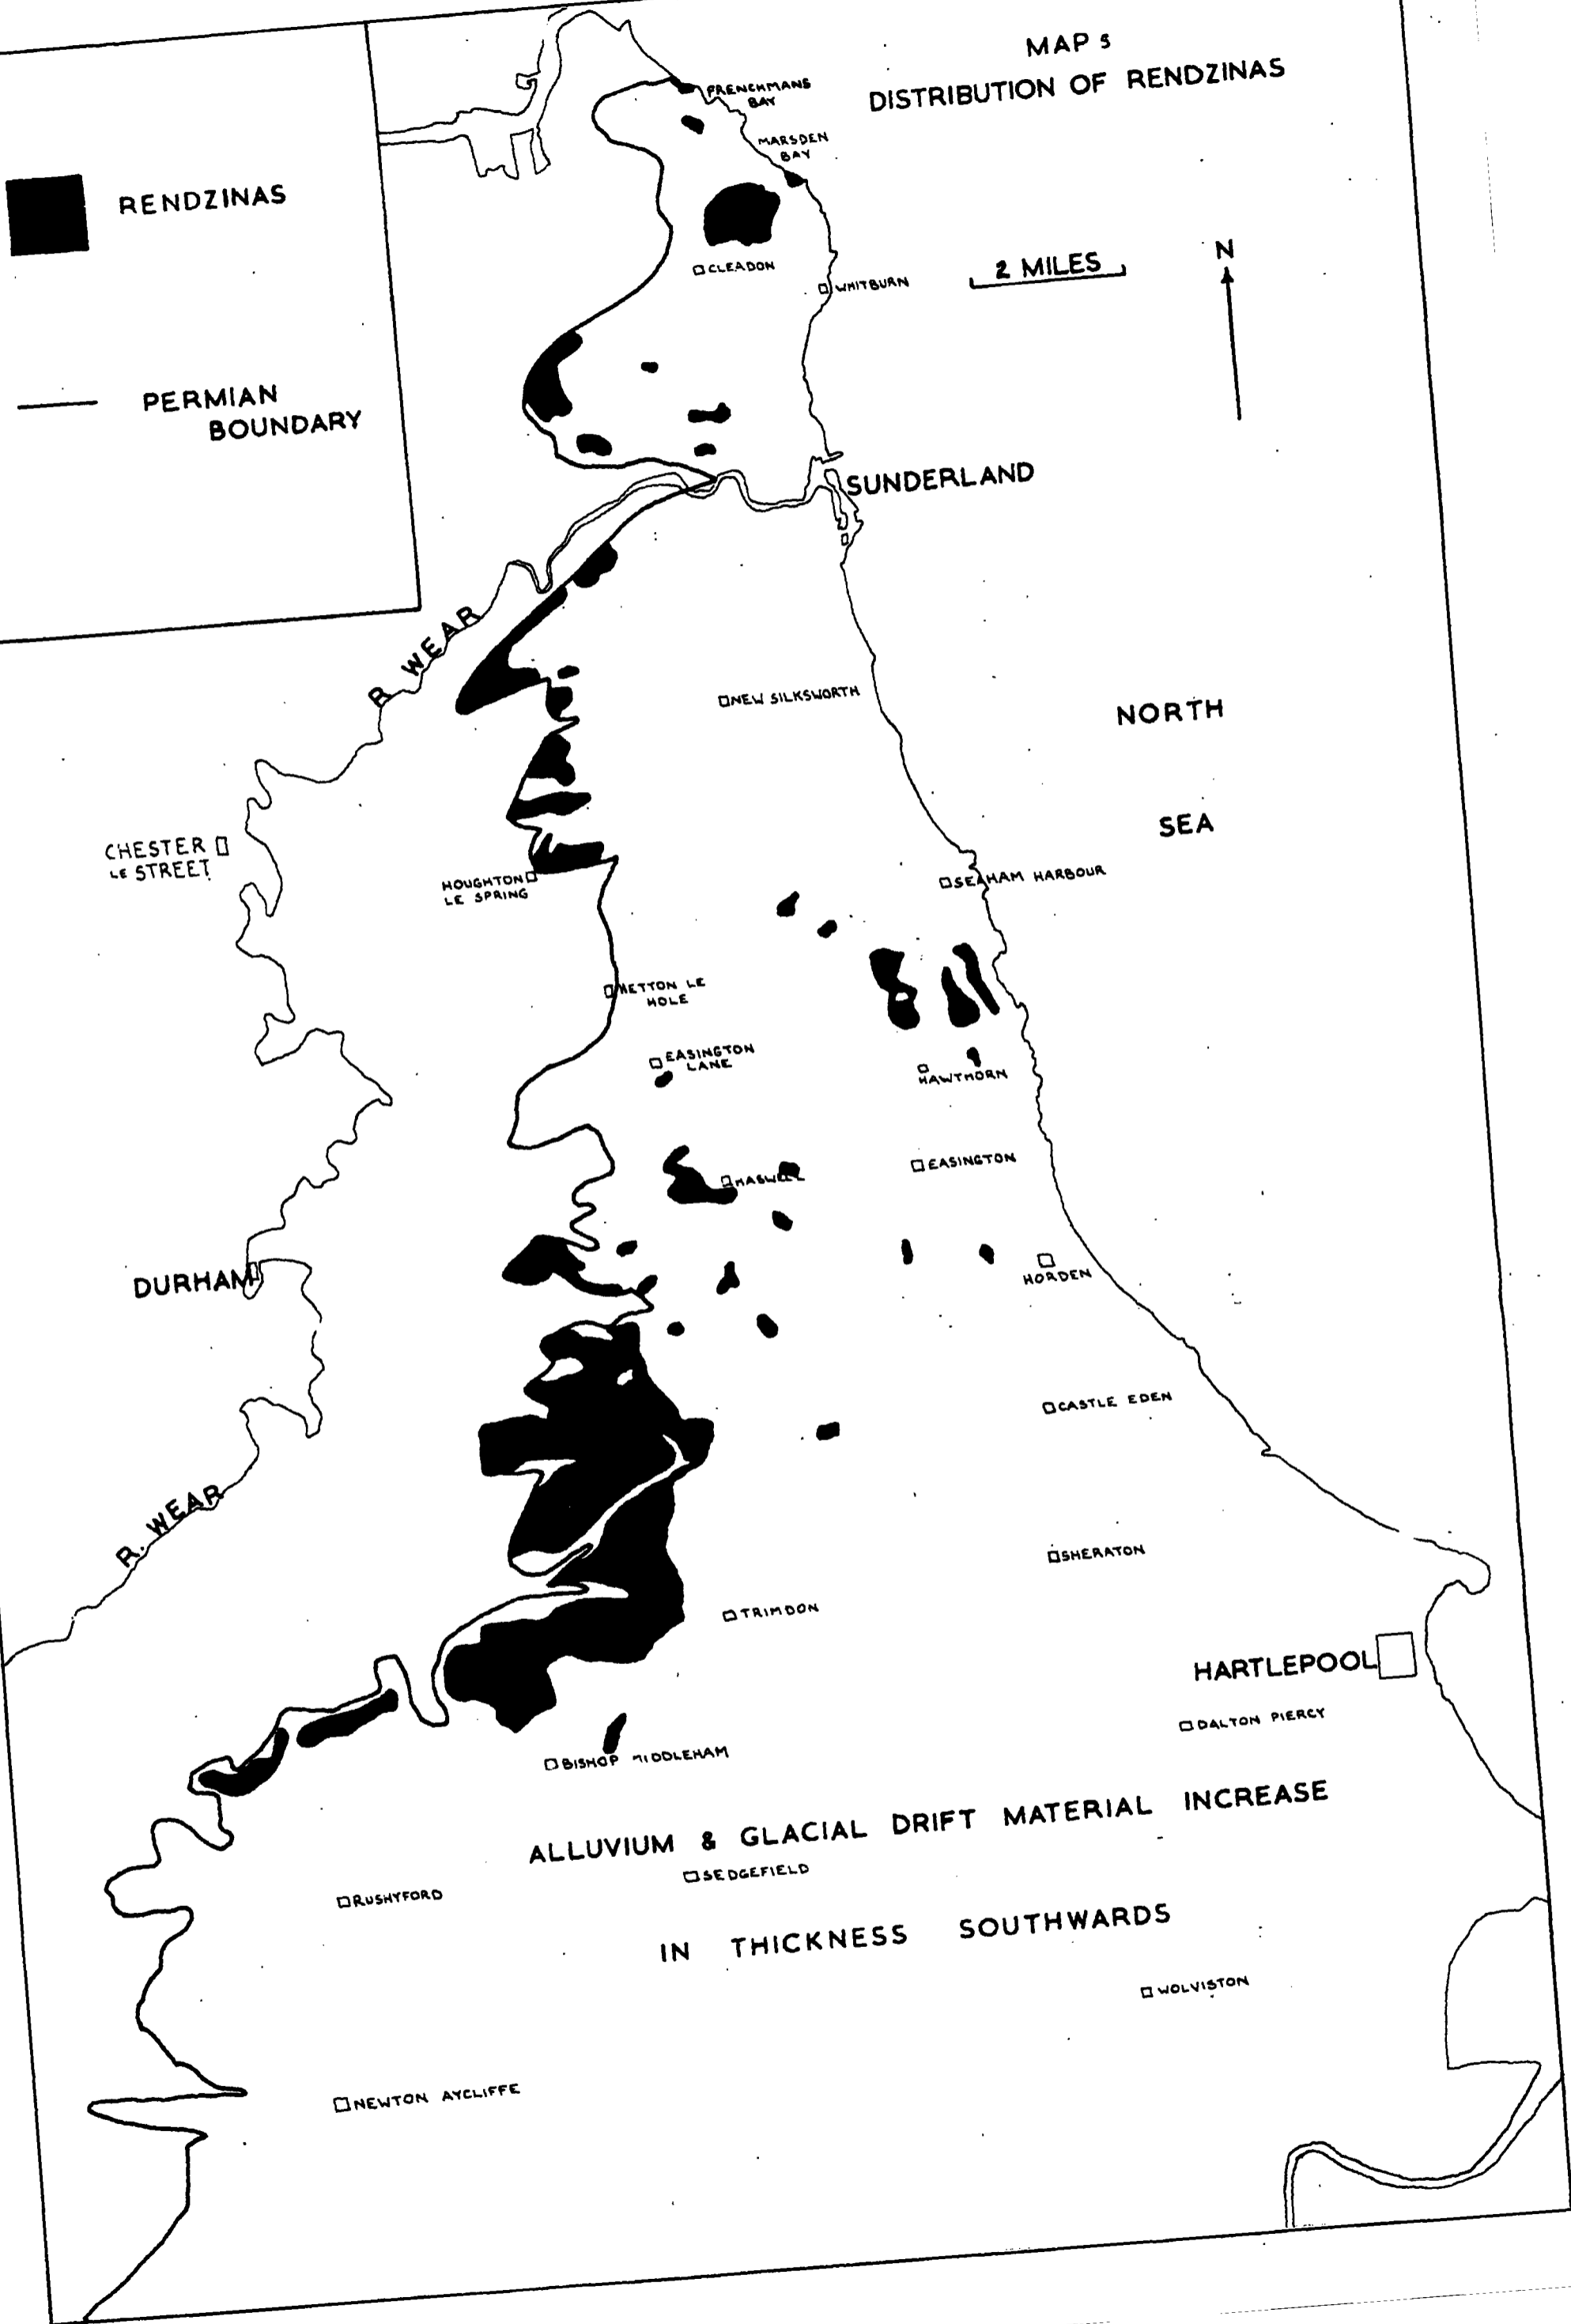 MAP 5
DISTRIBUTION OF RENDZINAS
RENDZINAS
PERMIAN
BOUNDARY
FRENCHMANS
BAY
MARSDEN
BAY
CLEADON
WHITBURN
2 MILES
N
SUNDERLAND
R. WEAR
NEW SILKSWORTH
NORTH
SEA
CHESTER
LE STREET
HOUGHTON
LE SPRING
SEAHAM HARBOUR
HETTON LE
HOLE
EASINGTON
LANE
HAWTHORN
HASWELL
EASINGTON
DURHAM
HORDEN
CASTLE EDEN
R. WEAR
SHERATON
TRIMDON
HARTLEPOOL
DALTON PIERCY
BISHOP MIDDLEHAM
ALLUVIUM & GLACIAL DRIFT MATERIAL INCREASE
SEDGEFIELD
RUSHYFORD
IN THICKNESS SOUTHWARDS
WOLVISTON
NEWTON AYCLIFFE